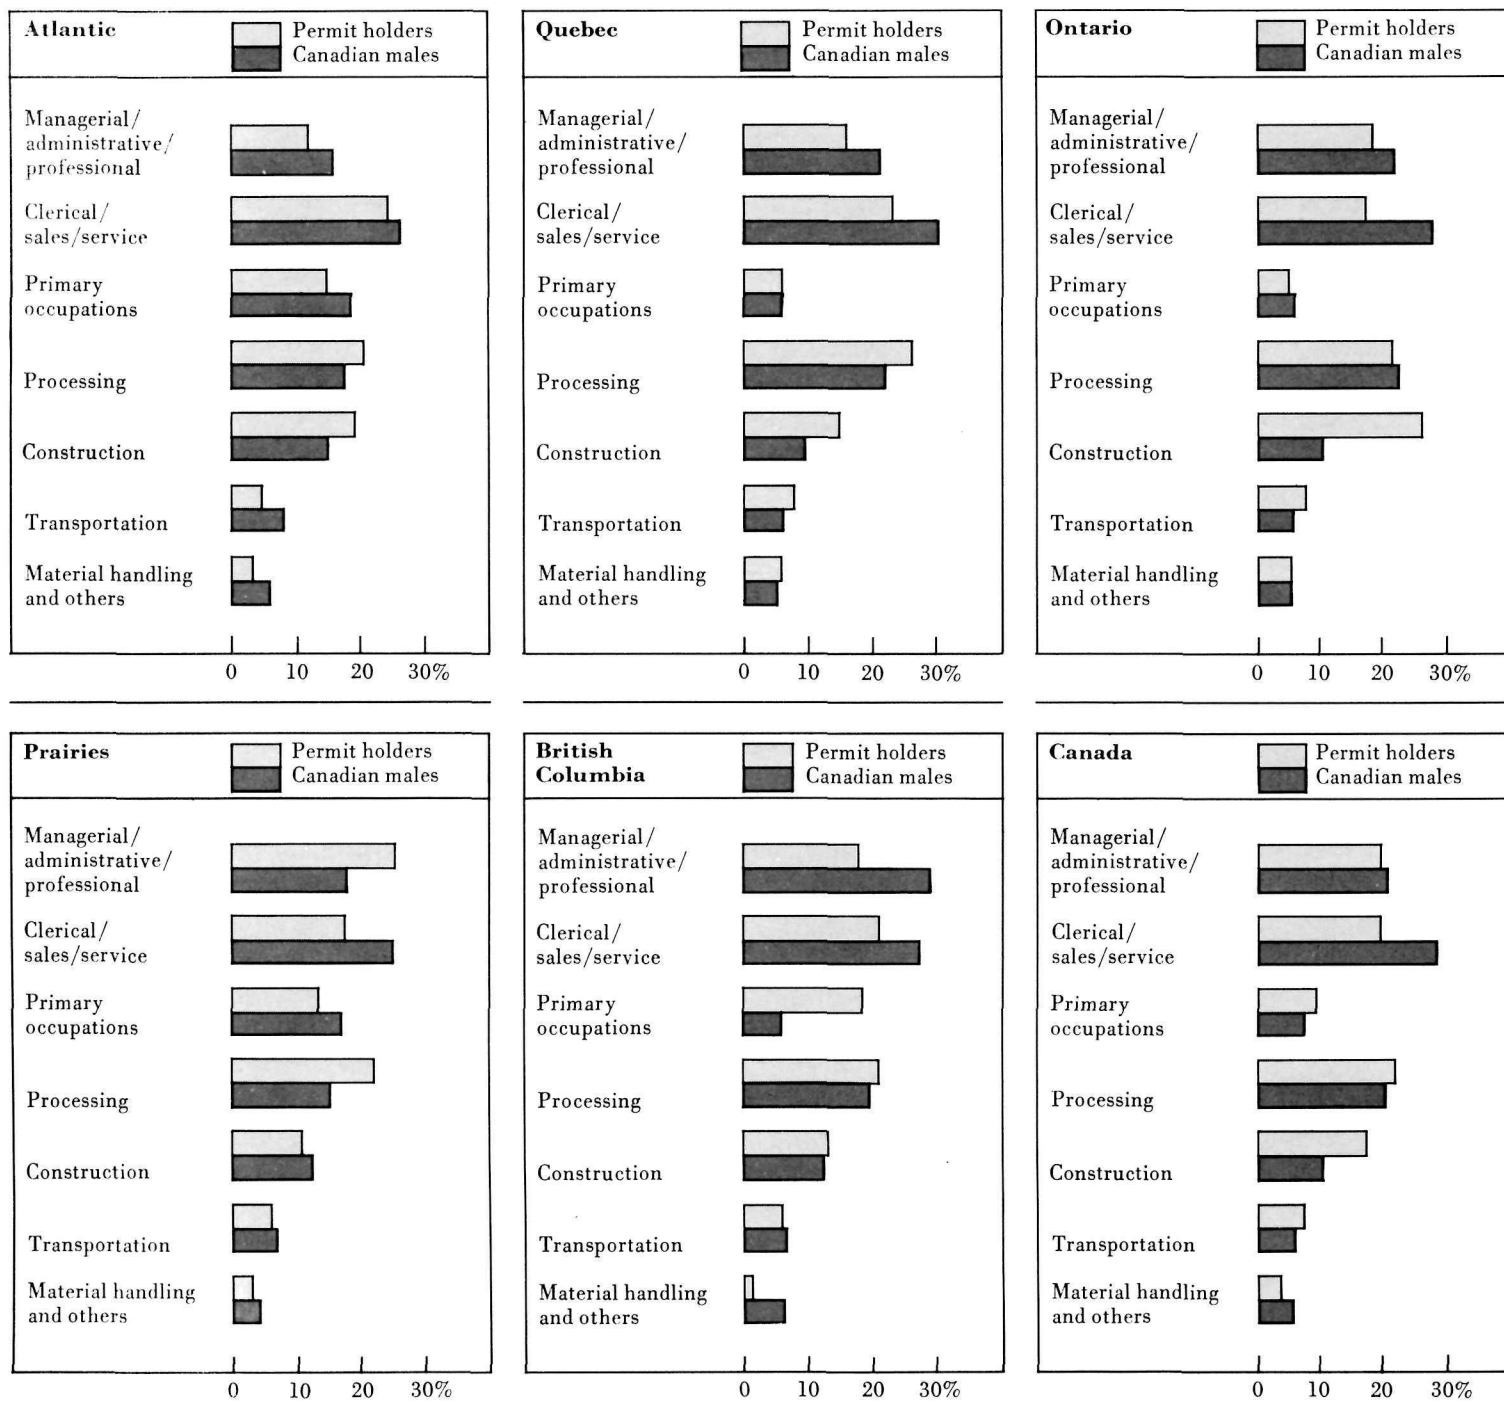 Atlantic
Permit holders
Canadian males
Managerial/
administrative/
professional
Clerical/
sales/service
Primary
occupations
Processing
Construction
Transportation
Material handling
and others
0 10 20 30%
Quebec
Permit holders
Canadian males
Managerial/
administrative/
professional
Clerical/
sales/service
Primary
occupations
Processing
Construction
Transportation
Material handling
and others
0 10 20 30%
Ontario
Permit holders
Canadian males
Managerial/
administrative/
professional
Clerical/
sales/service
Primary
occupations
Processing
Construction
Transportation
Material handling
and others
0 10 20 30%
Prairies
Permit holders
Canadian males
Managerial/
administrative/
professional
Clerical/
sales/service
Primary
occupations
Processing
Construction
Transportation
Material handling
and others
0 10 20 30%
British
Columbia
Permit holders
Canadian males
Managerial/
administrative/
professional
Clerical/
sales/service
Primary
occupations
Processing
Construction
Transportation
Material handling
and others
0 10 20 30%
Canada
Permit holders
Canadian males
Managerial/
administrative/
professional
Clerical/
sales/service
Primary
occupations
Processing
Construction
Transportation
Material handling
and others
0 10 20 30%